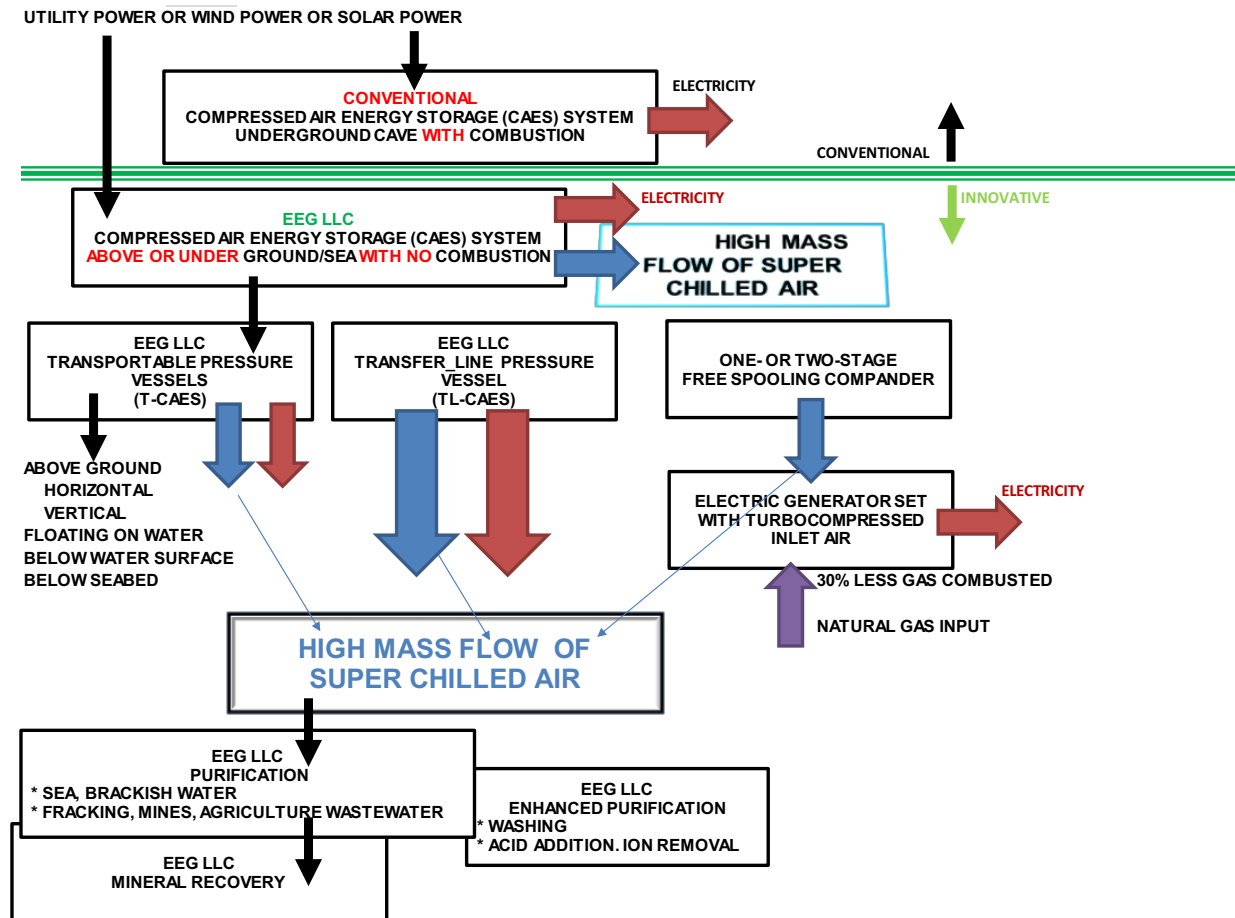 UTILITY POWER OR WIND POWER OR SOLAR POWER
CONVENTIONAL
COMPRESSED AIR ENERGY STORAGE (CAES) SYSTEM
UNDERGROUND CAVE WITH COMBUSTION
ELECTRICITY
CONVENTIONAL
INNOVATIVE
EEG LLC
COMPRESSED AIR ENERGY STORAGE (CAES) SYSTEM
ABOVE OR UNDER GROUND/SEA WITH NO COMBUSTION
ELECTRICITY
HIGH MASS
FLOW OF SUPER
CHILLED AIR
EEG LLC
TRANSPORTABLE PRESSURE
VESSELS
(T-CAES)
EEG LLC
TRANSFER_LINE PRESSURE
VESSEL
(TL-CAES)
ONE- OR TWO-STAGE
FREE SPOOLING COMPANDER
ABOVE GROUND
HORIZONTAL
VERTICAL
FLOATING ON WATER
BELOW WATER SURFACE
BELOW SEABED
ELECTRIC GENERATOR SET
WITH TURBOCOMPRESSED
INLET AIR
ELECTRICITY
30% LESS GAS COMBUSTED
NATURAL GAS INPUT
HIGH MASS FLOW OF
SUPER CHILLED AIR
EEG LLC
PURIFICATION
* SEA, BRACKISH WATER
* FRACKING, MINES, AGRICULTURE WASTEWATER
EEG LLC
ENHANCED PURIFICATION
* WASHING
* ACID ADDITION. ION REMOVAL
EEG LLC
MINERAL RECOVERY